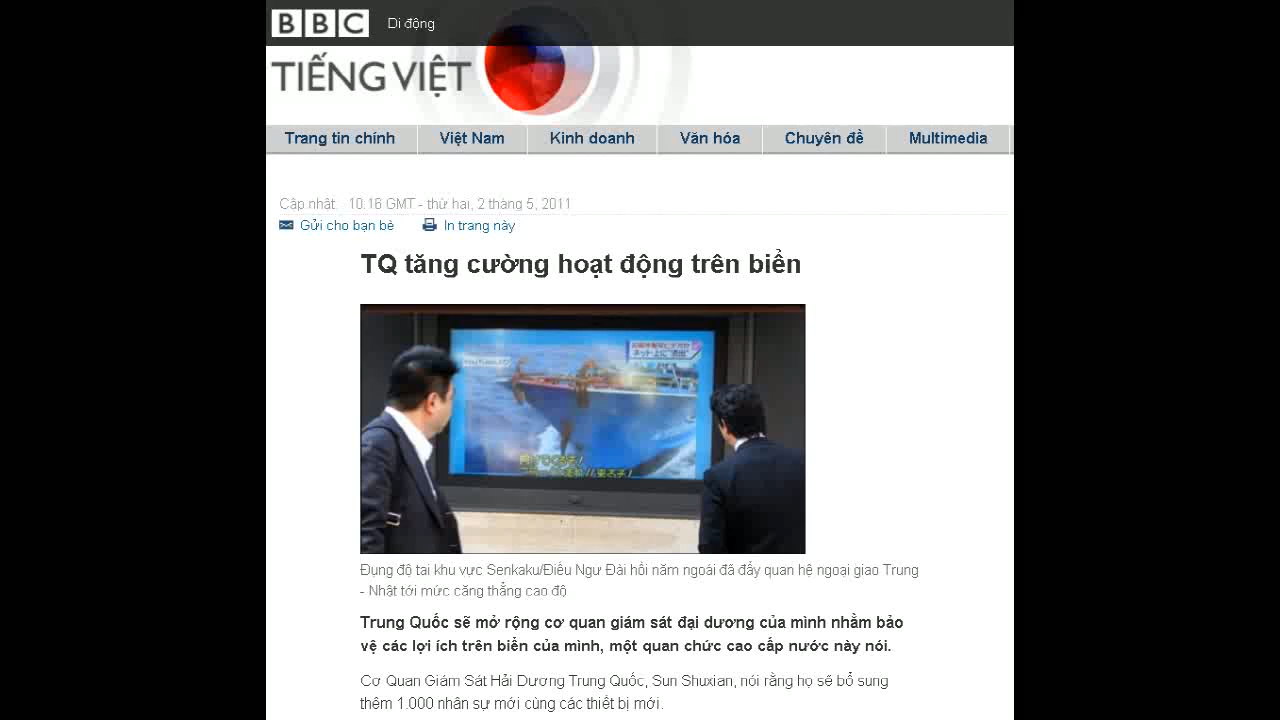 BBC Di động
TIẾNG VIỆT
Trang tin chính Việt Nam Kinh doanh Văn hóa Chuyên đề Multimedia
Cập nhật: 10:16 GMT - thứ hai, 2 tháng 5, 2011
Gửi cho bạn bè In trang này
TQ tăng cường hoạt động trên biển
Đụng độ tại khu vực Senkaku/Điếu Ngư Đài hồi năm ngoái đã đẩy quan hệ ngoại giao Trung
- Nhật tới mức căng thẳng cao độ
Trung Quốc sẽ mở rộng cơ quan giám sát đại dương của mình nhằm bảo
vệ các lợi ích trên biển của mình, một quan chức cao cấp nước này nói.
Cơ Quan Giám Sát Hải Dương Trung Quốc, Sun Shuxian, nói rằng họ sẽ bổ sung
thêm 1.000 nhân sự mới cùng các thiết bị mới.